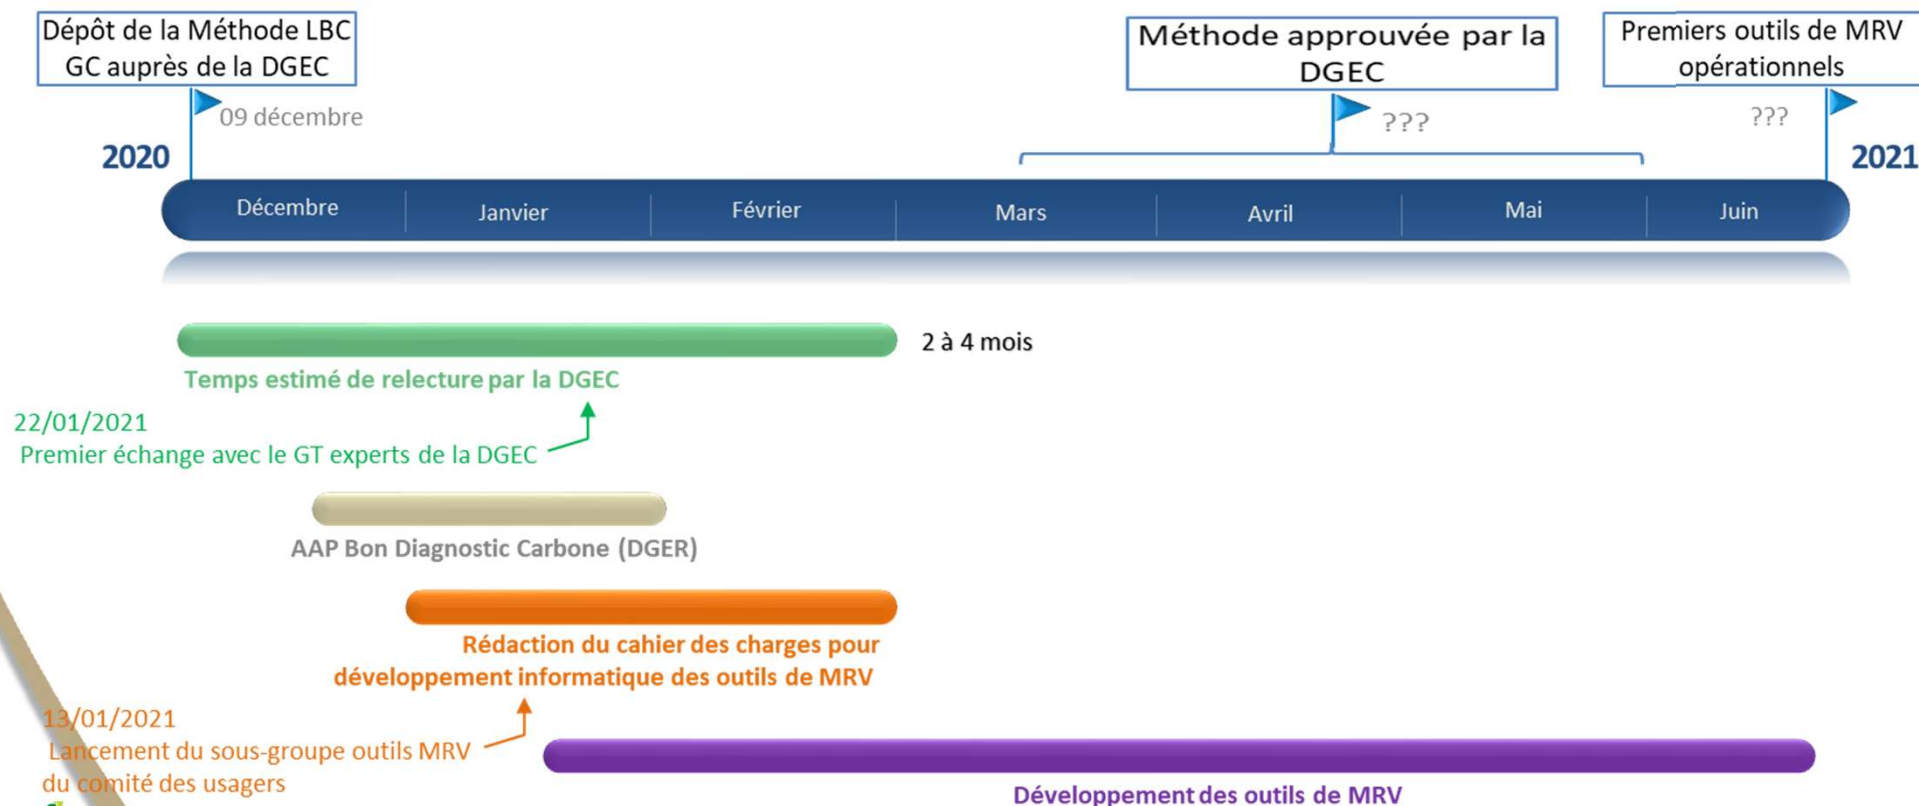 Dépôt de la Méthode LBC
GC auprès de la DGEC
Méthode approuvée par la
DGEC
Premiers outils de MRV
opérationnels
09 décembre
???
???
2020
2021
Décembre
Janvier
Février
Mars
Avril
Mai
Juin
2 à 4 mois
Temps estimé de relecture par la DGEC
22/01/2021
Premier échange avec le GT experts de la DGEC
AAP Bon Diagnostic Carbone (DGER)
Rédaction du cahier des charges pour
développement informatique des outils de MRV
13/01/2021
Lancement du sous-groupe outils MRV
du comité des usagers
Développement des outils de MRV